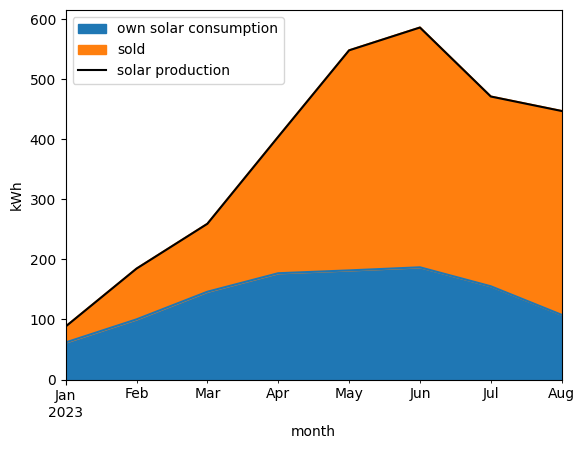 own solar consumption
sold
solar production
600
500
400
300
200
100
0
kWh
Jan Feb Mar Apr May Jun Jul Aug
2023
month